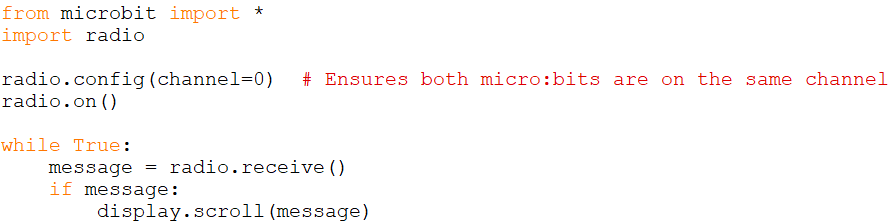 from microbit import *
import radio

radio.config(channel=0)  # Ensures both micro:bits are on the same channel
radio.on()

while True:
    message = radio.receive()
    if message:
        display.scroll(message)